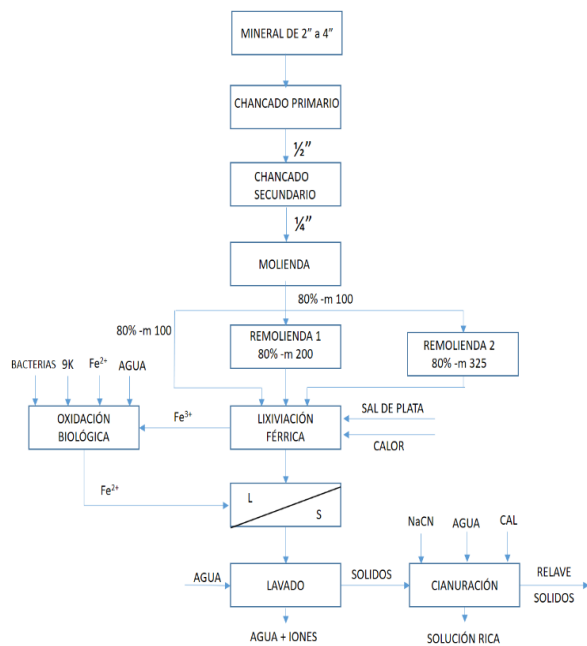 MINERAL DE 2” a 4”
CHANCADO PRIMARIO
½”
CHANCADO
SECUNDARIO
¼”
MOLIENDA
80% -m 100
80% -m 100
REMOLIENDA 1
80% -m 200
REMOLIENDA 2
80% -m 325
BACTERIAS
9K
Fe²⁺
AGUA
OXIDACIÓN
BIOLÓGICA
Fe³⁺
LIXIVIACIÓN
FÉRRICA
SAL DE PLATA
CALOR
Fe²⁺
L
S
NaCN
AGUA
CAL
AGUA
LAVADO
SOLIDOS
CIANURACIÓN
RELAVE
SOLIDOS
AGUA + IONES
SOLUCIÓN RICA